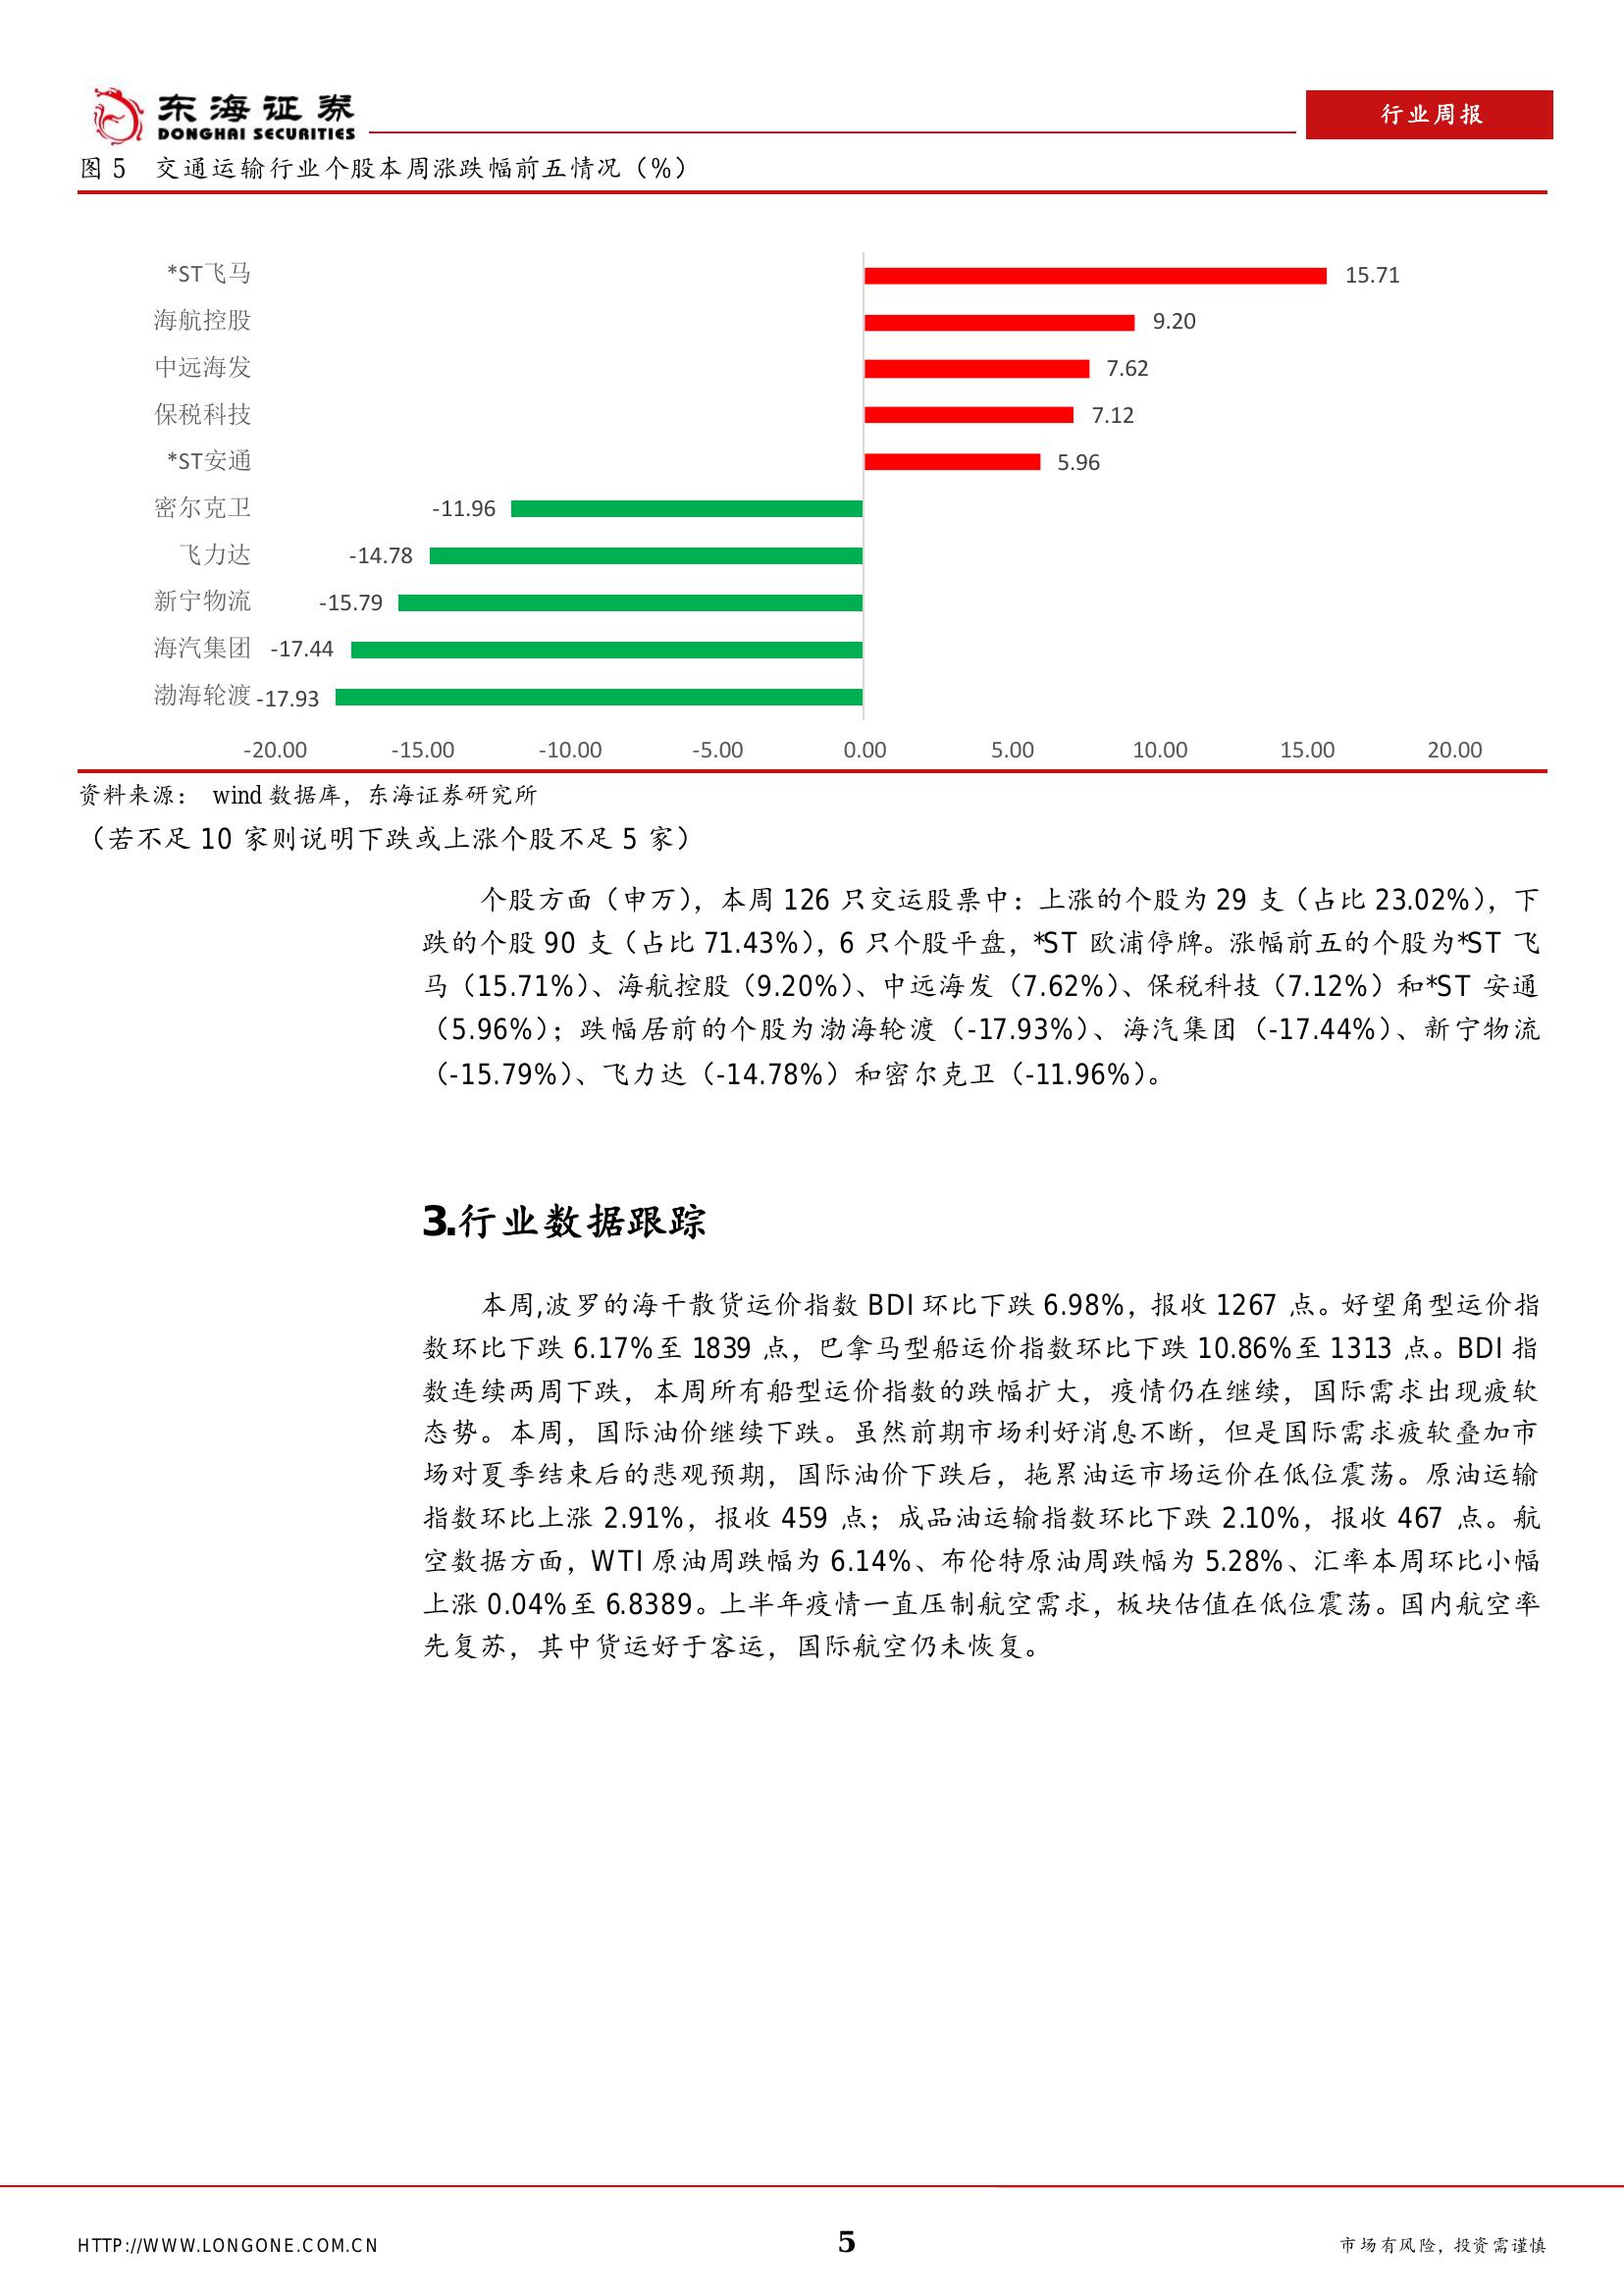 东海证券
DONGHAI SECURITIES
行业周报
图 5 交通运输行业个股本周涨跌幅前五情况（%）
*ST飞马 15.71
海航控股 9.20
中远海发 7.62
保税科技 7.12
*ST安通 5.96
密尔克卫 -11.96
飞力达 -14.78
新宁物流 -15.79
海汽集团 -17.44
渤海轮渡 -17.93
-20.00 -15.00 -10.00 -5.00 0.00 5.00 10.00 15.00 20.00
资料来源： wind 数据库，东海证券研究所
（若不足 10 家则说明下跌或上涨个股不足 5 家）
个股方面（申万），本周 126 只交运股票中：上涨的个股为 29 支（占比 23.02%），下
跌的个股 90 支（占比 71.43%），6 只个股平盘，*ST 欧浦停牌。涨幅前五的个股为*ST 飞
马（15.71%）、海航控股（9.20%）、中远海发（7.62%）、保税科技（7.12%）和*ST 安通
（5.96%）；跌幅居前的个股为渤海轮渡（-17.93%）、海汽集团（-17.44%）、新宁物流
（-15.79%）、飞力达（-14.78%）和密尔克卫（-11.96%）。
3.行业数据跟踪
本周,波罗的海干散货运价指数 BDI 环比下跌 6.98%，报收 1267 点。好望角型运价指
数环比下跌 6.17%至 1839 点，巴拿马型船运价指数环比下跌 10.86%至 1313 点。BDI 指
数连续两周下跌，本周所有船型运价指数的跌幅扩大，疫情仍在继续，国际需求出现疲软
态势。本周，国际油价继续下跌。虽然前期市场利好消息不断，但是国际需求疲软叠加市
场对夏季结束后的悲观预期，国际油价下跌后，拖累油运市场运价在低位震荡。原油运输
指数环比上涨 2.91%，报收 459 点；成品油运输指数环比下跌 2.10%，报收 467 点。航
空数据方面，WTI 原油周跌幅为 6.14%、布伦特原油周跌幅为 5.28%、汇率本周环比小幅
上涨 0.04%至 6.8389。上半年疫情一直压制航空需求，板块估值在低位震荡。国内航空率
先复苏，其中货运好于客运，国际航空仍未恢复。
HTTP://WWW.LONGONE.COM.CN 5 市场有风险，投资需谨慎